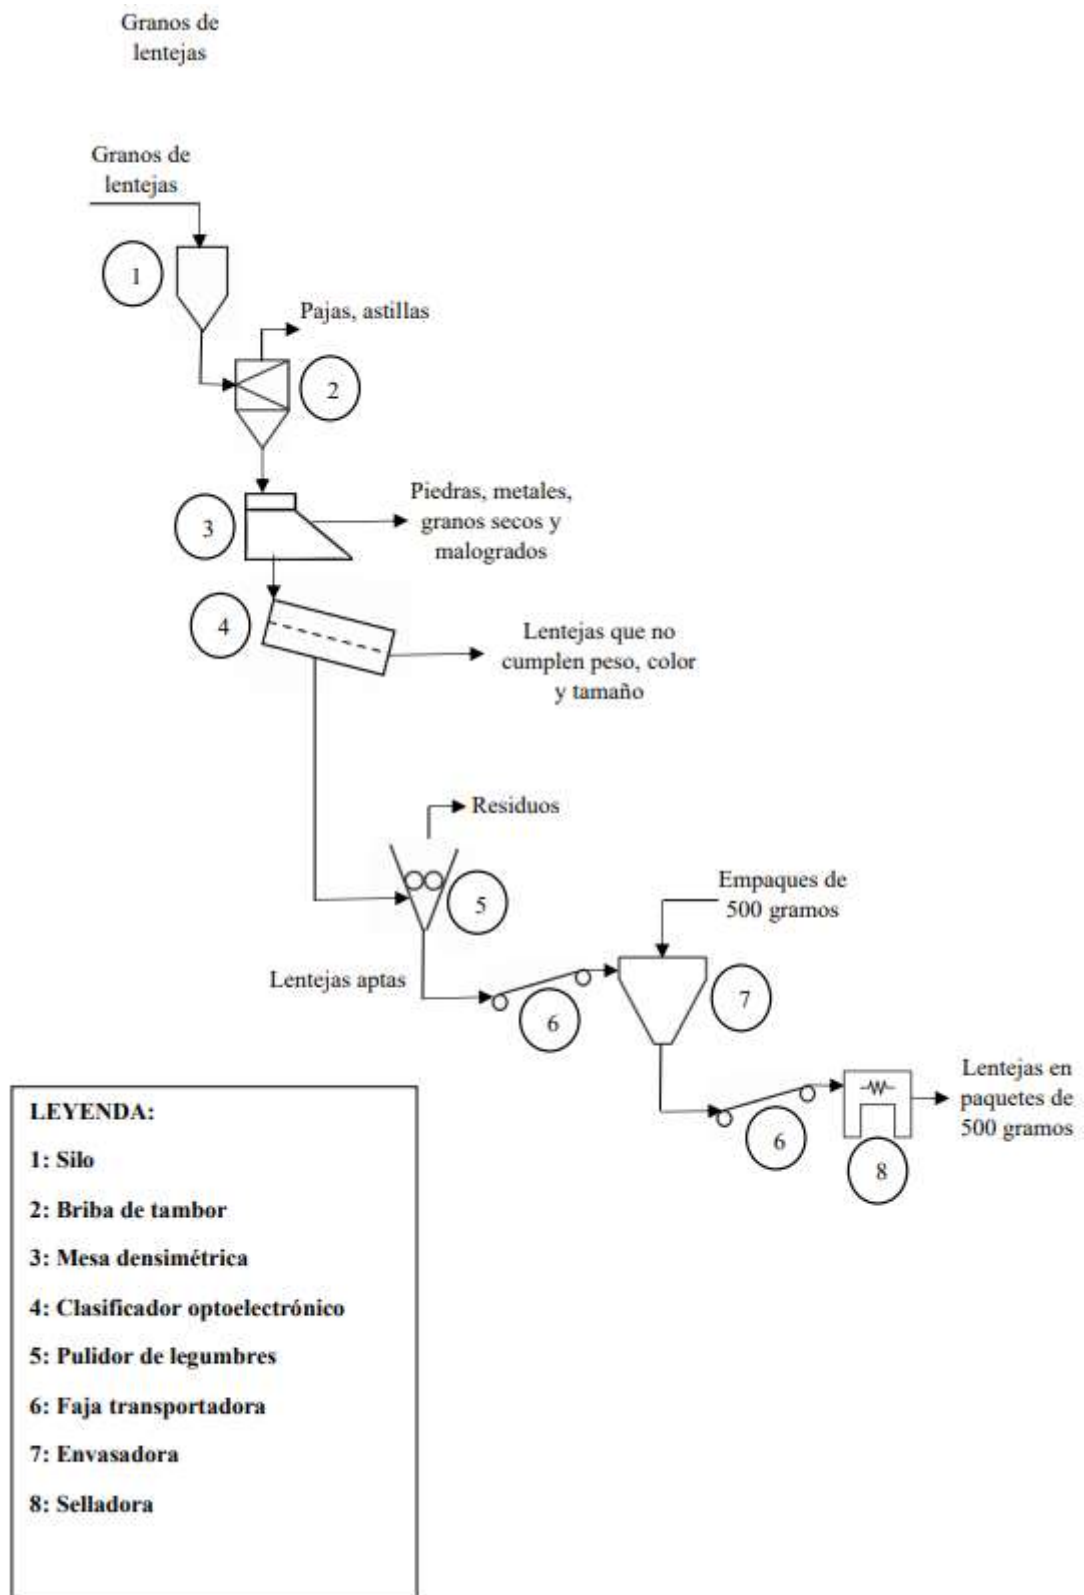 Granos de
lentejas
Granos de
lentejas
1
Pajas, astillas
2
Piedras, metales,
granos secos y
malogrados
3
4
Lentejas que no
cumplen peso, color
y tamaño
Residuos
5
Empaques de
500 gramos
Lentejas aptas
6
7
Lentejas en
paquetes de
500 gramos
6
8
LEYENDA:
1: Silo
2: Briba de tambor
3: Mesa densimétrica
4: Clasificador optoelectrónico
5: Pulidor de legumbres
6: Faja transportadora
7: Envasadora
8: Selladora